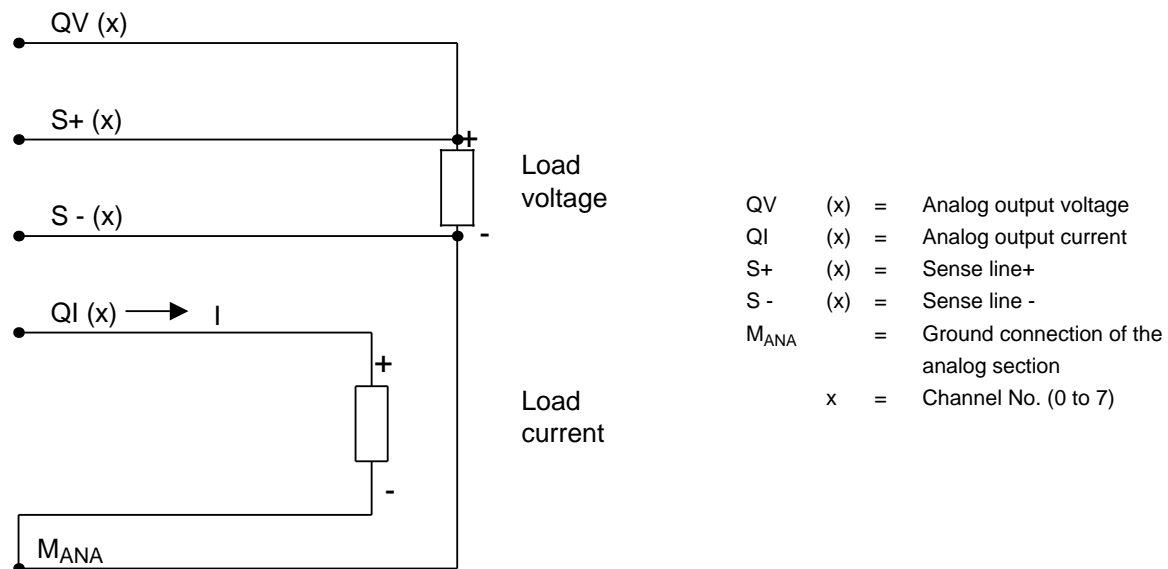 QV (x)
S+ (x)
+
Load
voltage
S - (x)
-
QI (x) I
+
Load
current
-
MANA
QV (x) = Analog output voltage
QI (x) = Analog output current
S+ (x) = Sense line+
S - (x) = Sense line -
MANA = Ground connection of the
analog section
x = Channel No. (0 to 7)